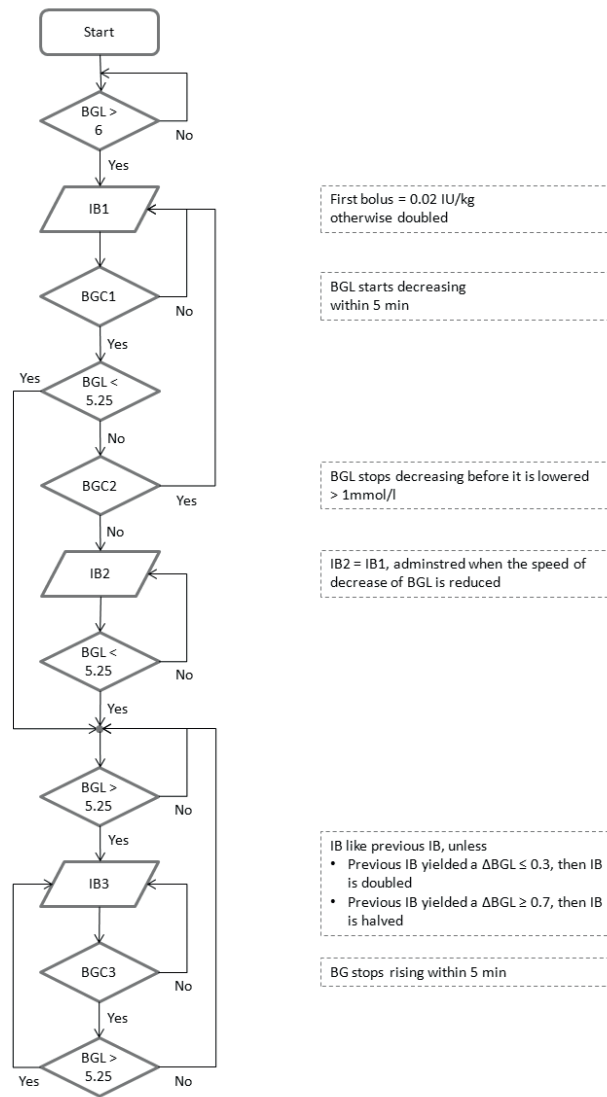 Start
BGL >
6
No
Yes
IB1
First bolus = 0.02 IU/kg
otherwise doubled
BGC1
No
BGL starts decreasing
within 5 min
Yes
Yes
BGL <
5.25
No
BGC2
Yes
BGL stops decreasing before it is lowered
> 1mmol/l
No
IB2
IB2 = IB1, adminstred when the speed of
decrease of BGL is reduced
BGL <
5.25
No
Yes
BGL >
5.25
No
Yes
IB3
IB like previous IB, unless
• Previous IB yielded a ΔBGL ≤ 0.3, then IB
is doubled
• Previous IB yielded a ΔBGL ≥ 0.7, then IB
is halved
BGC3
No
BG stops rising within 5 min
Yes
BGL >
5.25
Yes
No